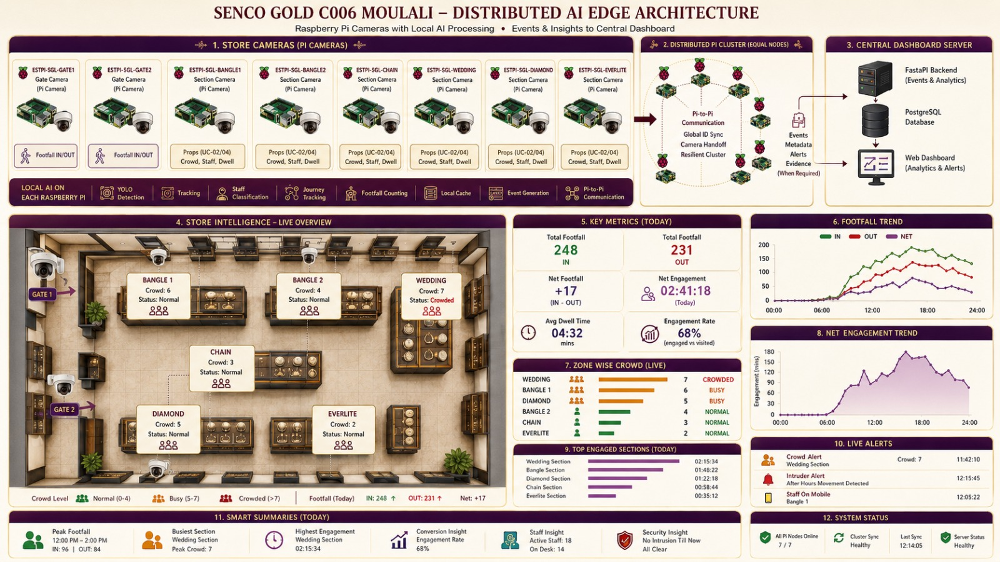 SENCO GOLD C006 MOULALI – DISTRIBUTED AI EDGE ARCHITECTURE
Raspberry Pi Cameras with Local AI Processing • Events & Insights to Central Dashboard
1. STORE CAMERAS (PI CAMERAS)
ESTPI-SGL-GATE1
Gate Camera
(Pi Camera)
Footfall IN/OUT
ESTPI-SGL-GATE2
Gate Camera
(Pi Camera)
Footfall IN/OUT
ESTPI-SGL-BANGLE1
Section Camera
(Pi Camera)
Props (UC-02/04)
Crowd, Staff, Dwell
ESTPI-SGL-BANGLE2
Section Camera
(Pi Camera)
Props (UC-02/04)
Crowd, Staff, Dwell
ESTPI-SGL-CHAIN
Section Camera
(Pi Camera)
Props (UC-02/04)
Crowd, Staff, Dwell
ESTPI-SGL-WEDDING
Section Camera
(Pi Camera)
Props (UC-02/04)
Crowd, Staff, Dwell
ESTPI-SGL-DIAMOND
Section Camera
(Pi Camera)
Props (UC-02/04)
Crowd, Staff, Dwell
ESTPI-SGL-EVERLITE
Section Camera
(Pi Camera)
Props (UC-02/04)
Crowd, Staff, Dwell
LOCAL AI ON
EACH RASPBERRY PI
YOLO
Detection
Tracking
Staff
Classification
Journey
Tracking
Footfall Counting
Local Cache
Event Generation
Pi-to-Pi
Communication
2. DISTRIBUTED PI CLUSTER (EQUAL NODES)
Pi-to-Pi
Communication
Global ID Sync
Camera Handoff
Resilient Cluster
Events
Metadata
Alerts
Evidence
(When Required)
3. CENTRAL DASHBOARD SERVER
FastAPI Backend
(Events & Analytics)
PostgreSQL
Database
Web Dashboard
(Analytics & Alerts)
4. STORE INTELLIGENCE – LIVE OVERVIEW
GATE 1
GATE 2
BANGLE 1
Crowd: 6
Status: Normal
BANGLE 2
Crowd: 4
Status: Normal
WEDDING
Crowd: 7
Status: Crowded
CHAIN
Crowd: 3
Status: Normal
DIAMOND
Crowd: 5
Status: Normal
EVERLITE
Crowd: 2
Status: Normal
Crowd Level Normal (0-4) Busy (5-7) Crowded (>7) Footfall (Today) IN: 248 ↑ OUT: 231 ↑ Net: +17
5. KEY METRICS (TODAY)
Total Footfall
248
IN
Total Footfall
231
OUT
Net Footfall
+17
(IN - OUT)
Net Engagement
02:41:18
(Today)
Avg Dwell Time
04:32
mins
Engagement Rate
68%
(engaged vs visited)
6. FOOTFALL TREND
IN OUT NET
200
150
100
50
0
00:00 06:00 12:00 18:00 24:00
7. ZONE WISE CROWD (LIVE)
WEDDING 7 CROWDED
BANGLE 1 6 BUSY
DIAMOND 5 BUSY
BANGLE 2 4 NORMAL
CHAIN 3 NORMAL
EVERLITE 2 NORMAL
8. NET ENGAGEMENT TREND
Engagement (mins)
180
150
120
90
60
30
0
00:00 06:00 12:00 18:00 24:00
9. TOP ENGAGED SECTIONS (TODAY)
Wedding Section 02:15:34
Bangle Section 01:48:22
Diamond Section 01:22:18
Chain Section 00:58:44
Everlite Section 00:35:12
10. LIVE ALERTS
Crowd Alert
Wedding Section
Crowd: 7
11:42:10
Intruder Alert
After Hours Movement Detected
12:15:45
Staff On Mobile
Bangle 1
12:05:22
11. SMART SUMMARIES (TODAY)
Peak Footfall
12:00 PM – 2:00 PM
IN: 96 | OUT: 84
Busiest Section
Wedding Section
Peak Crowd: 7
Highest Engagement
Wedding Section
02:15:34
Conversion Insight
Engagement Rate
68%
Staff Insight
Active Staff: 18
On Desk: 14
Security Insight
No Intrusion Till Now
All Clear
12. SYSTEM STATUS
All Pi Nodes Online
7 / 7
Cluster Sync
Healthy
Last Sync
12:14:05
Server Status
Healthy